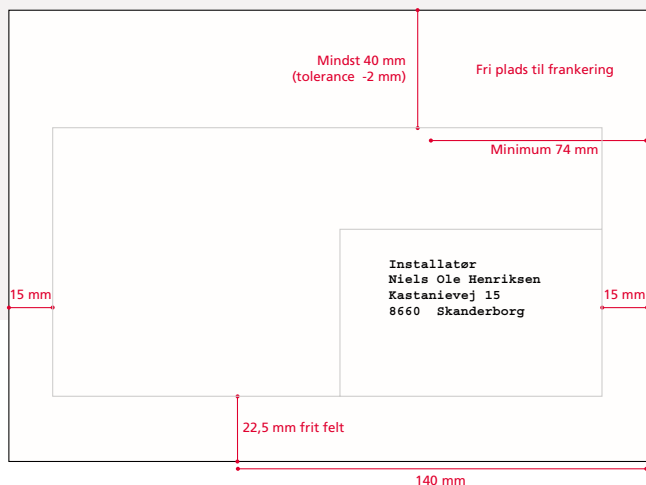 Mindst 40 mm
(tolerance -2 mm)
Fri plads til frankering
Minimum 74 mm
Installatør
Niels Ole Henriksen
Kastanievej 15
8660  Skanderborg
15 mm
15 mm
22,5 mm frit felt
140 mm